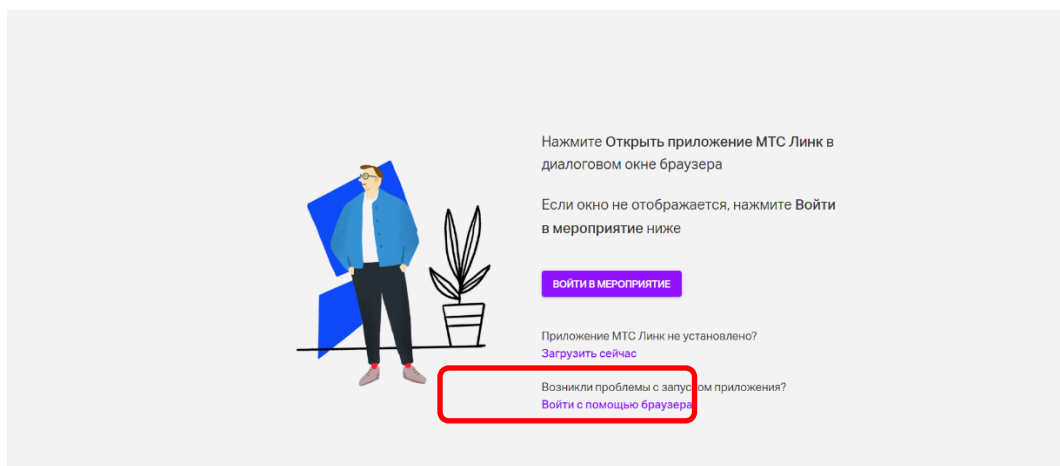 Нажмите Открыть приложение МТС Линк в
диалоговом окне браузера
Если окно не отображается, нажмите Войти
в мероприятие ниже
ВОЙТИ В МЕРОПРИЯТИЕ
Приложение МТС Линк не установлено?
Загрузить сейчас
Возникли проблемы с запуском приложения?
Войти с помощью браузера